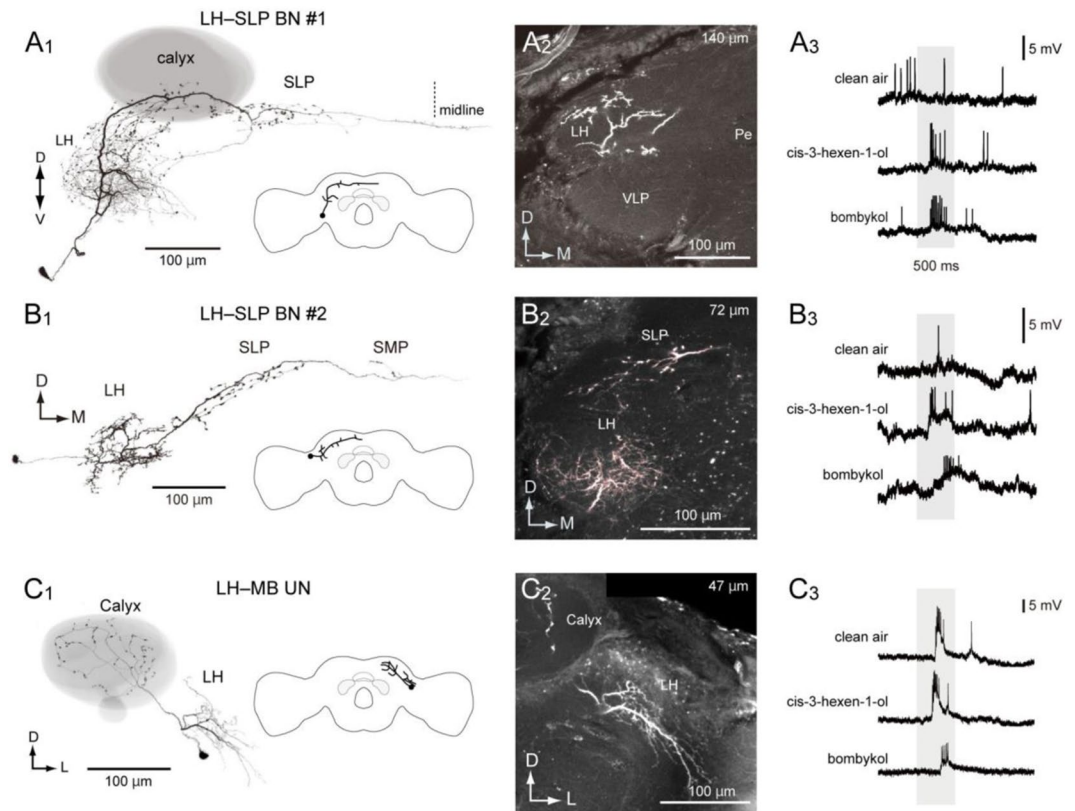 LH–SLP BN #1
A1
calyx
SLP
midline
LH
D
V
100 µm
A2
140 µm
LH
Pe
VLP
D
M
100 µm
A3
5 mV
clean air
cis-3-hexen-1-ol
bombykol
500 ms
LH–SLP BN #2
B1
SLP
SMP
D
M
LH
100 µm
B2
72 µm
SLP
LH
D
M
100 µm
B3
5 mV
clean air
cis-3-hexen-1-ol
bombykol
LH–MB UN
C1
Calyx
LH
D
L
100 µm
C2
47 µm
Calyx
LH
D
L
100 µm
C3
5 mV
clean air
cis-3-hexen-1-ol
bombykol